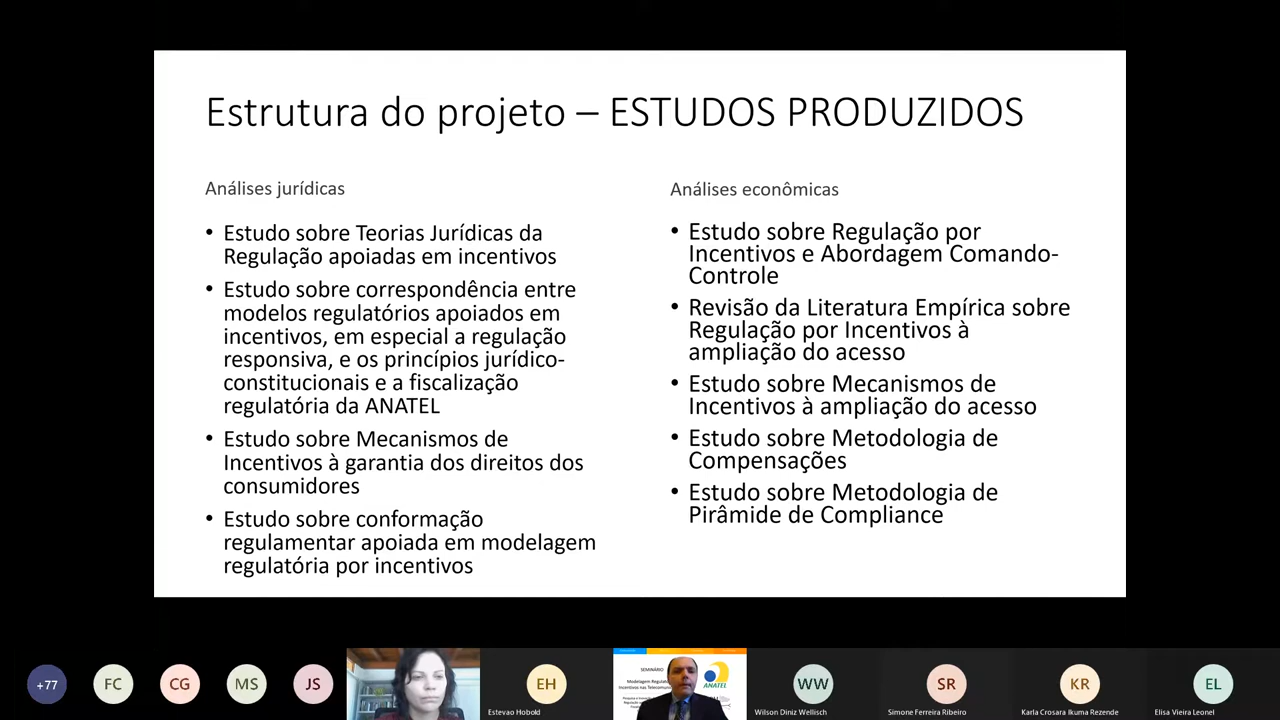 Estrutura do projeto – ESTUDOS PRODUZIDOS
Análises jurídicas
• Estudo sobre Teorias Jurídicas da
Regulação apoiadas em incentivos
• Estudo sobre correspondência entre
modelos regulatórios apoiados em
incentivos, em especial a regulação
responsiva, e os princípios jurídico-
constitucionais e a fiscalização
regulatória da ANATEL
• Estudo sobre Mecanismos de
Incentivos à garantia dos direitos dos
consumidores
• Estudo sobre conformação
regulamentar apoiada em modelagem
regulatória por incentivos
Análises econômicas
• Estudo sobre Regulação por
Incentivos e Abordagem Comando-
Controle
• Revisão da Literatura Empírica sobre
Regulação por Incentivos à
ampliação do acesso
• Estudo sobre Mecanismos de
Incentivos à ampliação do acesso
• Estudo sobre Metodologia de
Compensações
• Estudo sobre Metodologia de
Pirâmide de Compliance
+77
FC
CG
MS
JS
EH
Estevao Hobold
SEMINÁRIO
ANATEL
WW
Wilson Diniz Wellisch
SR
Simone Ferreira Ribeiro
KR
Karla Crosara Ikuma Rezende
EL
Elisa Vieira Leonel